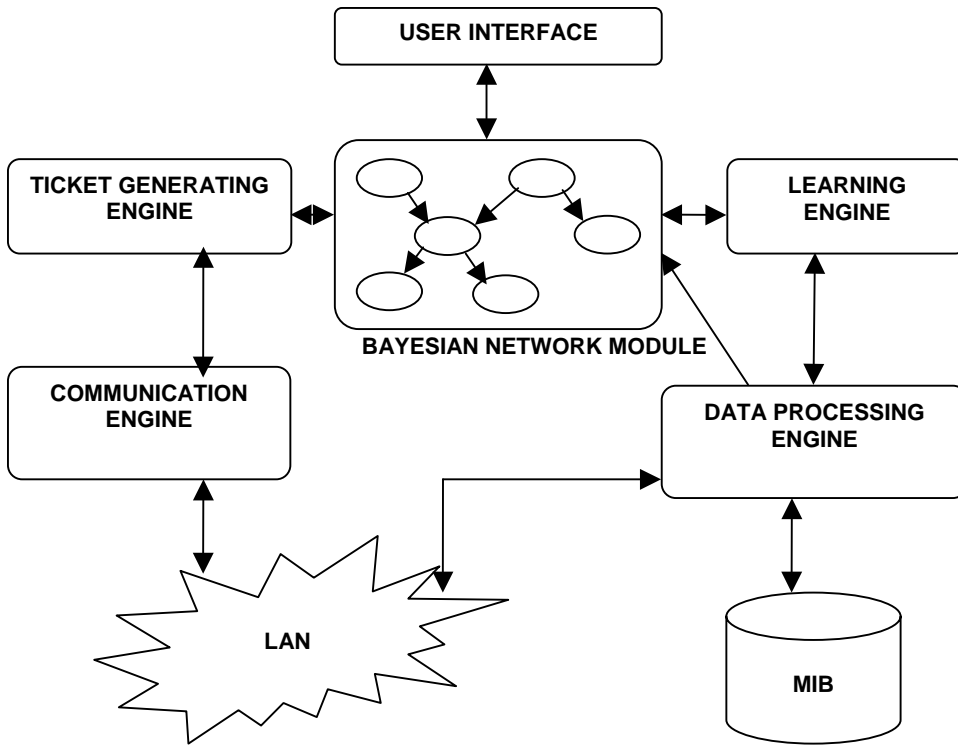 USER INTERFACE
TICKET GENERATING
ENGINE
LEARNING
ENGINE
BAYESIAN NETWORK MODULE
COMMUNICATION
ENGINE
DATA PROCESSING
ENGINE
LAN
MIB